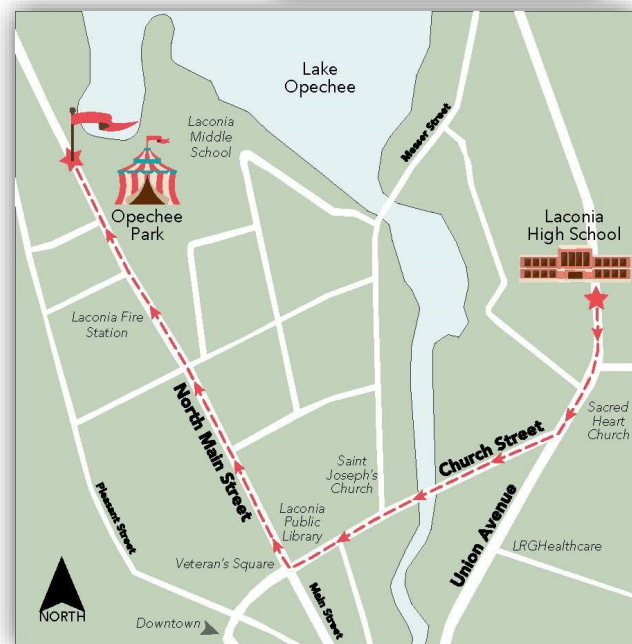 Lake
Opechee
Messer Street
Laconia
Middle
School
Opechee
Park
Laconia
High School
Laconia Fire
Station
North Main Street
Sacred
Heart
Church
Church Street
Saint
Joseph's
Church
Laconia
Public
Library
Union Avenue
Pleasant Street
LRGHealthcare
Veteran's Square
Main Street
NORTH
Downtown